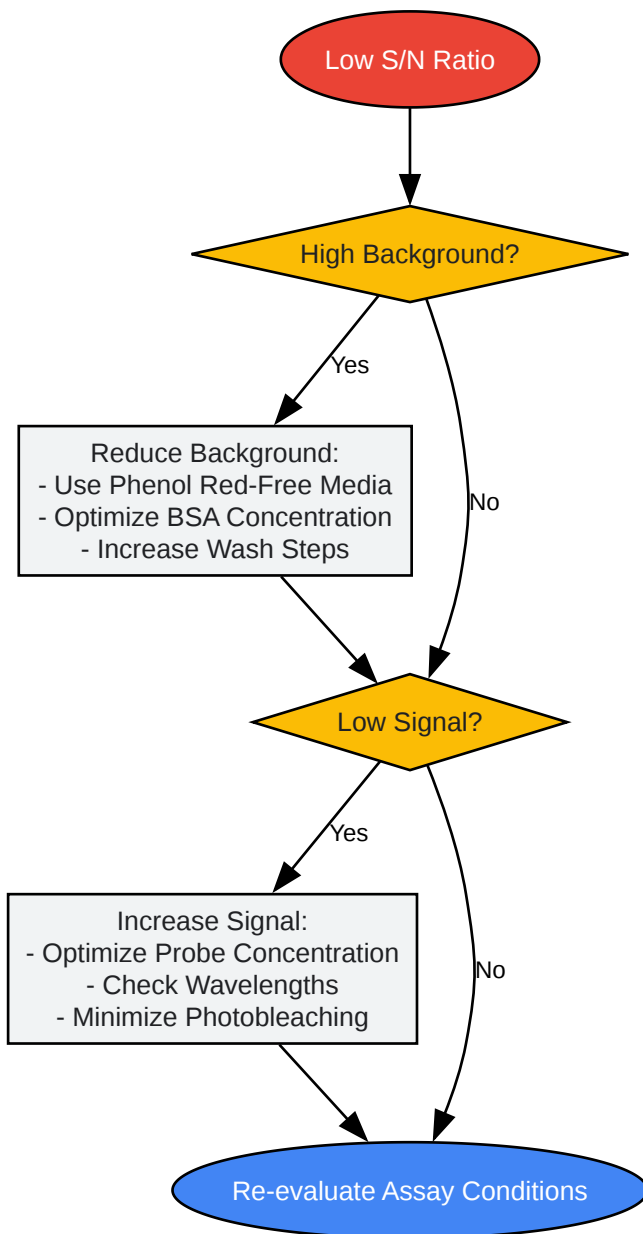 Low S/N Ratio
High Background?
Yes
Reduce Background:
- Use Phenol Red-Free Media
- Optimize BSA Concentration
- Increase Wash Steps
No
Low Signal?
Yes
Increase Signal:
- Optimize Probe Concentration
- Check Wavelengths
- Minimize Photobleaching
No
Re-evaluate Assay Conditions